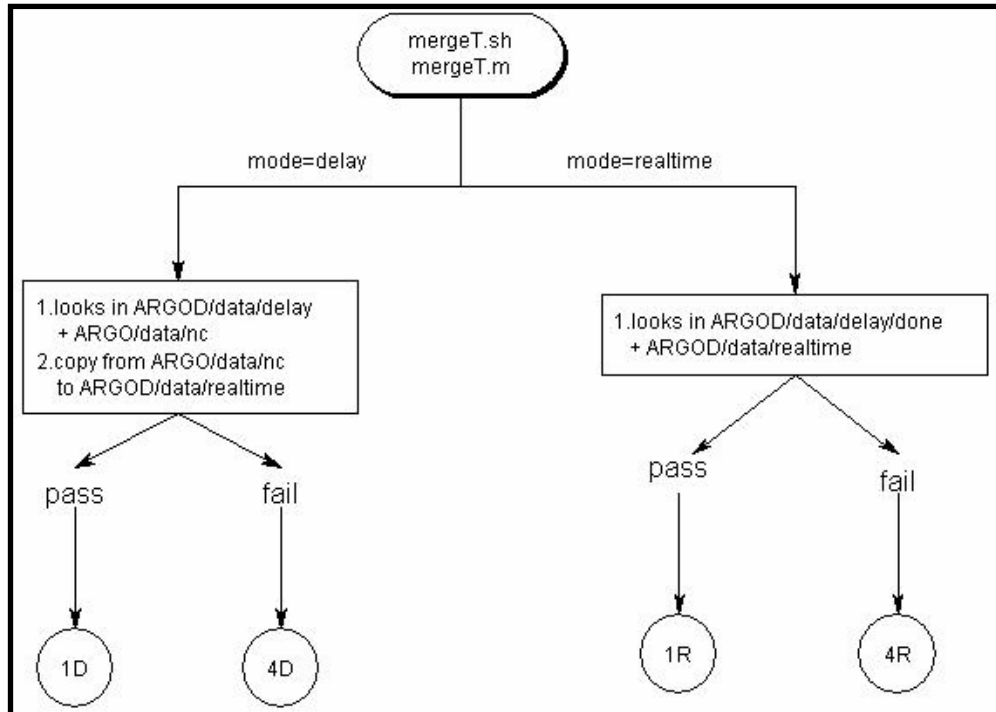 mergeT.sh
mergeT.m
mode=delay
mode=realtime
1.looks in ARGOD/data/delay
+ ARGO/data/nc
2.copy from ARGO/data/nc
to ARGOD/data/realtime
1.looks in ARGOD/data/delay/done
+ ARGOD/data/realtime
pass
fail
pass
fail
1D
4D
1R
4R